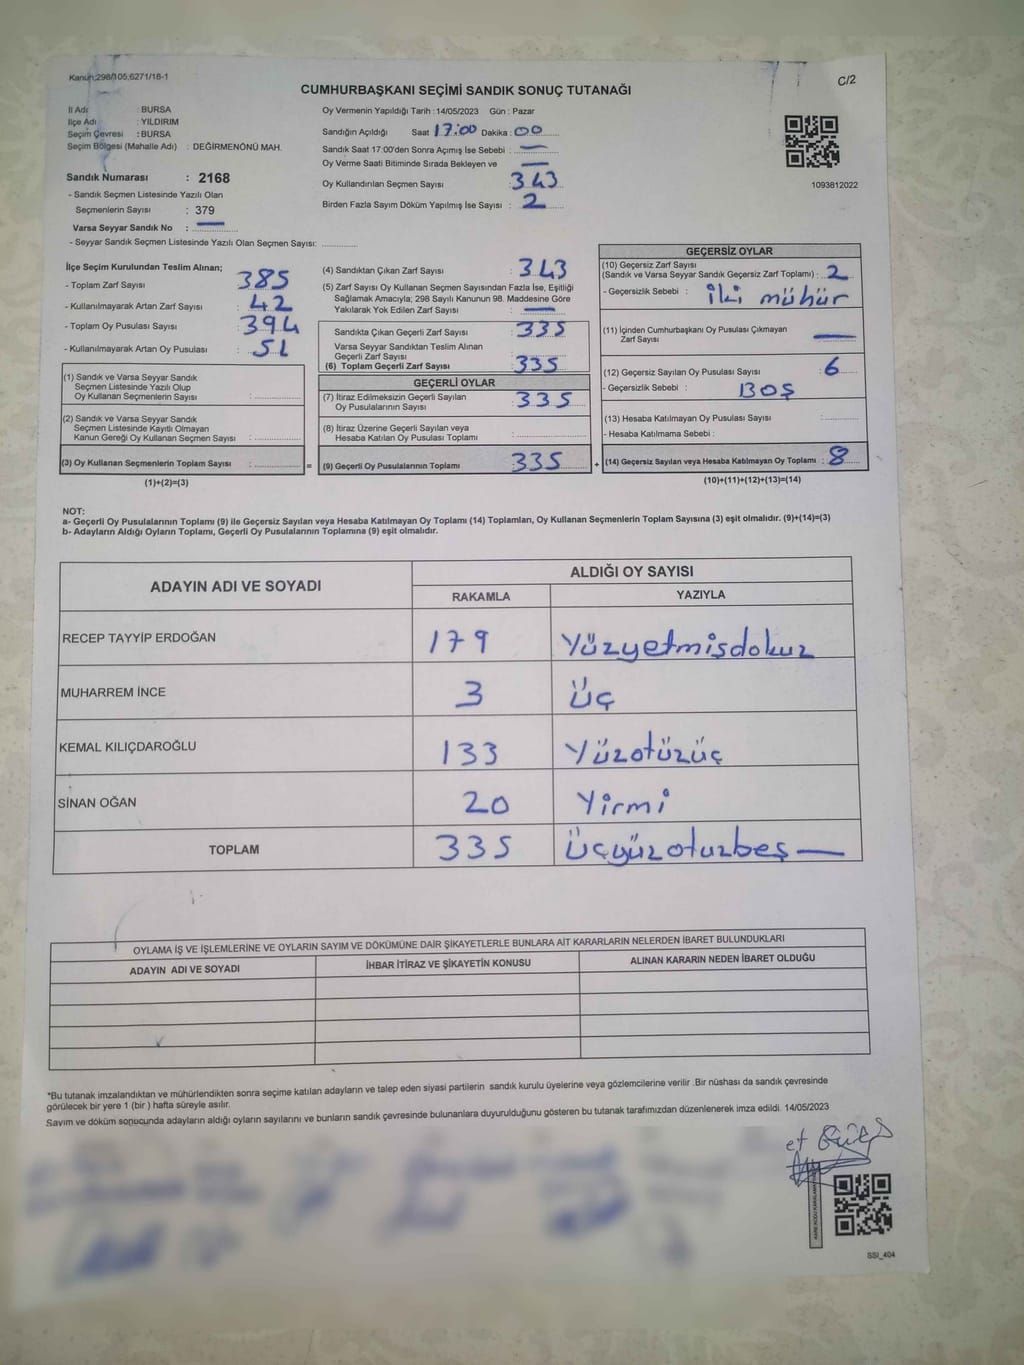 Kanun:298/105,6271/18-1
C/2
CUMHURBAŞKANI SEÇİMİ SANDIK SONUÇ TUTANAĞI
İl Adı : BURSA
İlçe Adı : YILDIRIM
Seçim Çevresi : BURSA
Seçim Bölgesi (Mahalle Adı) : DEĞİRMENÖNÜ MAH.
Sandık Numarası : 2168
- Sandık Seçmen Listesinde Yazılı Olan
Seçmenlerin Sayısı : 379
Varsa Seyyar Sandık No : —
- Seyyar Sandık Seçmen Listesinde Yazılı Olan Seçmen Sayısı: ............
Oy Vermenin Yapıldığı Tarih : 14/05/2023 Gün : Pazar
Sandığın Açıldığı Saat 17:00 Dakika : 00
Sandık Saat 17:00'den Sonra Açımış İse Sebebi : —
Oy Verme Saati Bitiminde Sırada Bekleyen ve —
Oy Kullandırılan Seçmen Sayısı : 343
Birden Fazla Sayım Döküm Yapılmış İse Sayısı : 2
1093812022
İlçe Seçim Kurulundan Teslim Alınan;
- Toplam Zarf Sayısı : 385
- Kullanılmayarak Artan Zarf Sayısı : 42
- Toplam Oy Pusulası Sayısı : 394
- Kullanılmayarak Artan Oy Pusulası : 51
(1) Sandık ve Varsa Seyyar Sandık
Seçmen Listesinde Yazılı Olup
Oy Kullanan Seçmenlerin Sayısı : ............
(2) Sandık ve Varsa Seyyar Sandık
Seçmen Listesinde Kayıtlı Olmayan
Kanun Gereği Oy Kullanan Seçmen Sayısı : ............
(3) Oy Kullanan Seçmenlerin Toplam Sayısı : ............
(1)+(2)=(3)
(4) Sandıktan Çıkan Zarf Sayısı : 343
(5) Zarf Sayısı Oy Kullanan Seçmen Sayısından Fazla İse, Eşitliği
Sağlamak Amacıyla; 298 Sayılı Kanunun 98. Maddesine Göre
Yakılarak Yok Edilen Zarf Sayısı : —
Sandıkta Çıkan Geçerli Zarf Sayısı : 335
Varsa Seyyar Sandıktan Teslim Alınan
Geçerli Zarf Sayısı
(6) Toplam Geçerli Zarf Sayısı : 335
GEÇERLİ OYLAR
(7) İtiraz Edilmeksizin Geçerli Sayılan
Oy Pusulalarının Sayısı : 335
(8) İtiraz Üzerine Geçerli Sayılan veya
Hesaba Katılan Oy Pusulası Toplamı : ............
= (9) Geçerli Oy Pusulalarının Toplamı 335 +
GEÇERSİZ OYLAR
(10) Geçersiz Zarf Sayısı
(Sandık ve Varsa Seyyar Sandık Geçersiz Zarf Toplamı) : 2
- Geçersizlik Sebebi : İki mühür
(11) İçinden Cumhurbaşkanı Oy Pusulası Çıkmayan
Zarf Sayısı —
(12) Geçersiz Sayılan Oy Pusulası Sayısı : 6
- Geçersizlik Sebebi : BOŞ
(13) Hesaba Katılmayan Oy Pusulası Sayısı : ............
- Hesaba Katılmama Sebebi :
(14) Geçersiz Sayılan veya Hesaba Katılmayan Oy Toplamı : 8
(10)+(11)+(12)+(13)=(14)
NOT:
a- Geçerli Oy Pusulalarının Toplamı (9) ile Geçersiz Sayılan veya Hesaba Katılmayan Oy Toplamı (14) Toplamları, Oy Kullanan Seçmenlerin Toplam Sayısına (3) eşit olmalıdır. (9)+(14)=(3)
b- Adayların Aldığı Oyların Toplamı, Geçerli Oy Pusulalarının Toplamına (9) eşit olmalıdır.
ADAYIN ADI VE SOYADI ALDIĞI OY SAYISI
RAKAMLA YAZIYLA
RECEP TAYYİP ERDOĞAN 179 Yüzyetmişdokuz
MUHARREM İNCE 3 Üç
KEMAL KILIÇDAROĞLU 133 Yüzotüzüç
SİNAN OĞAN 20 Yirmi
TOPLAM 335 Üçyüzoturbeş —
OYLAMA İŞ VE İŞLEMLERİNE VE OYLARIN SAYIM VE DÖKÜMÜNE DAİR ŞİKAYETLERLE BUNLARA AİT KARARLARIN NELERDEN İBARET BULUNDUKLARI
ADAYIN ADI VE SOYADI İHBAR İTİRAZ VE ŞİKAYETİN KONUSU ALINAN KARARIN NEDEN İBARET OLDUĞU
*Bu tutanak imzalandıktan ve mühürlendikten sonra seçime katılan adayların ve talep eden siyasi partilerin sandık kurulu üyelerine veya gözlemcilerine verilir .Bir nüshası da sandık çevresinde
görülecek bir yere 1 (bir ) hafta süreyle asılır.
Sayım ve döküm sonucunda adayların aldığı oyların sayılarını ve bunların sandık çevresinde bulunanlara duyurulduğunu gösteren bu tutanak tarafımızdan düzenlenerek imza edildi. 14/05/2023
SSI_404